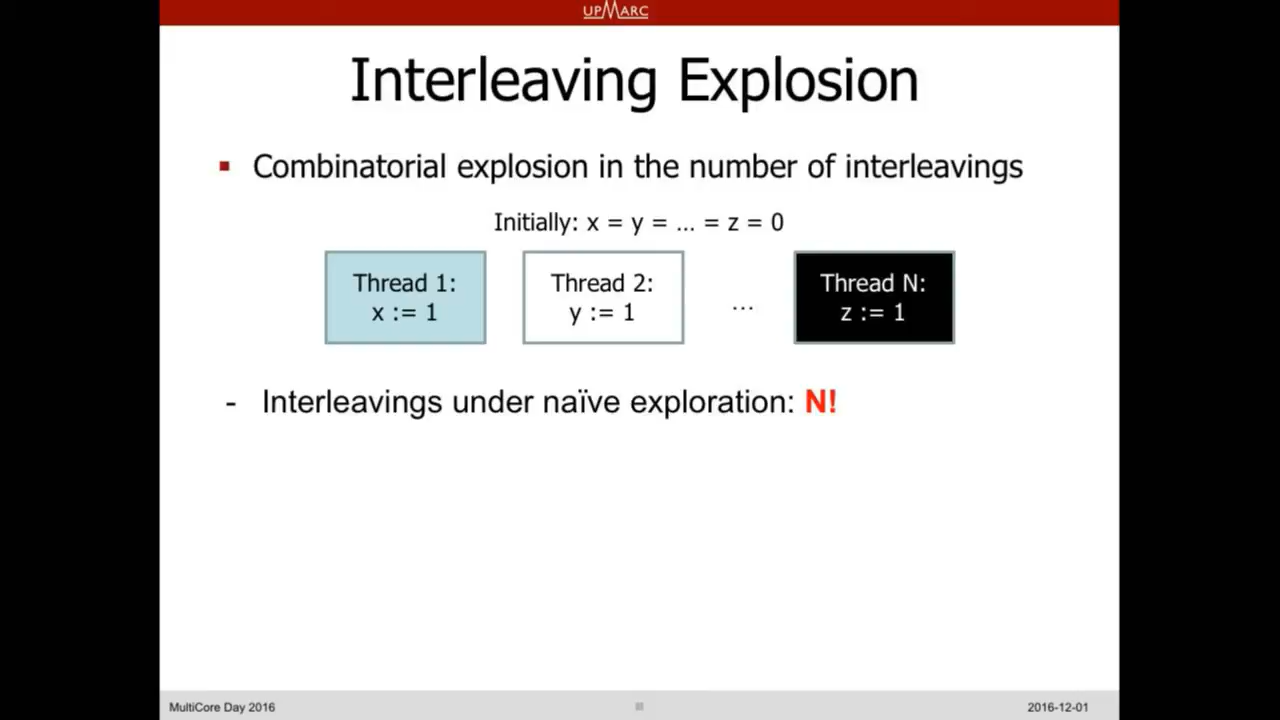 UPMARC
Interleaving Explosion
Combinatorial explosion in the number of interleavings
Initially: x = y = ... = z = 0
Thread 1:
x := 1
Thread 2:
y := 1
...
Thread N:
z := 1
- Interleavings under naïve exploration: N!
MultiCore Day 2016
2016-12-01